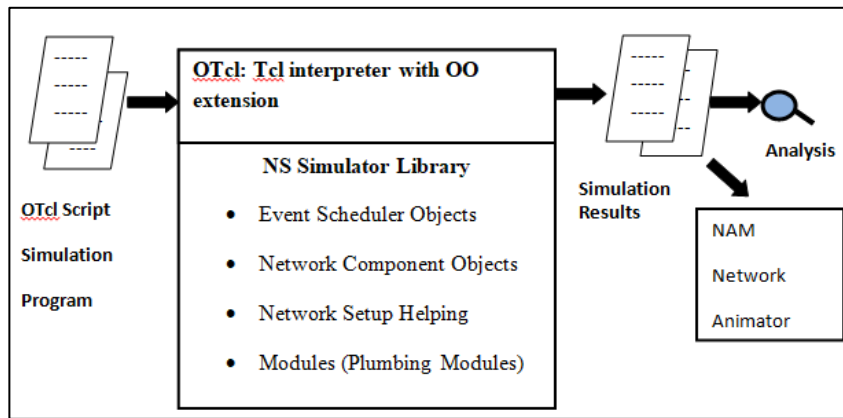 OTcl Script
Simulation
Program
OTcl: Tcl interpreter with OO
extension
NS Simulator Library
• Event Scheduler Objects
• Network Component Objects
• Network Setup Helping
• Modules (Plumbing Modules)
Simulation
Results
Analysis
NAM
Network
Animator